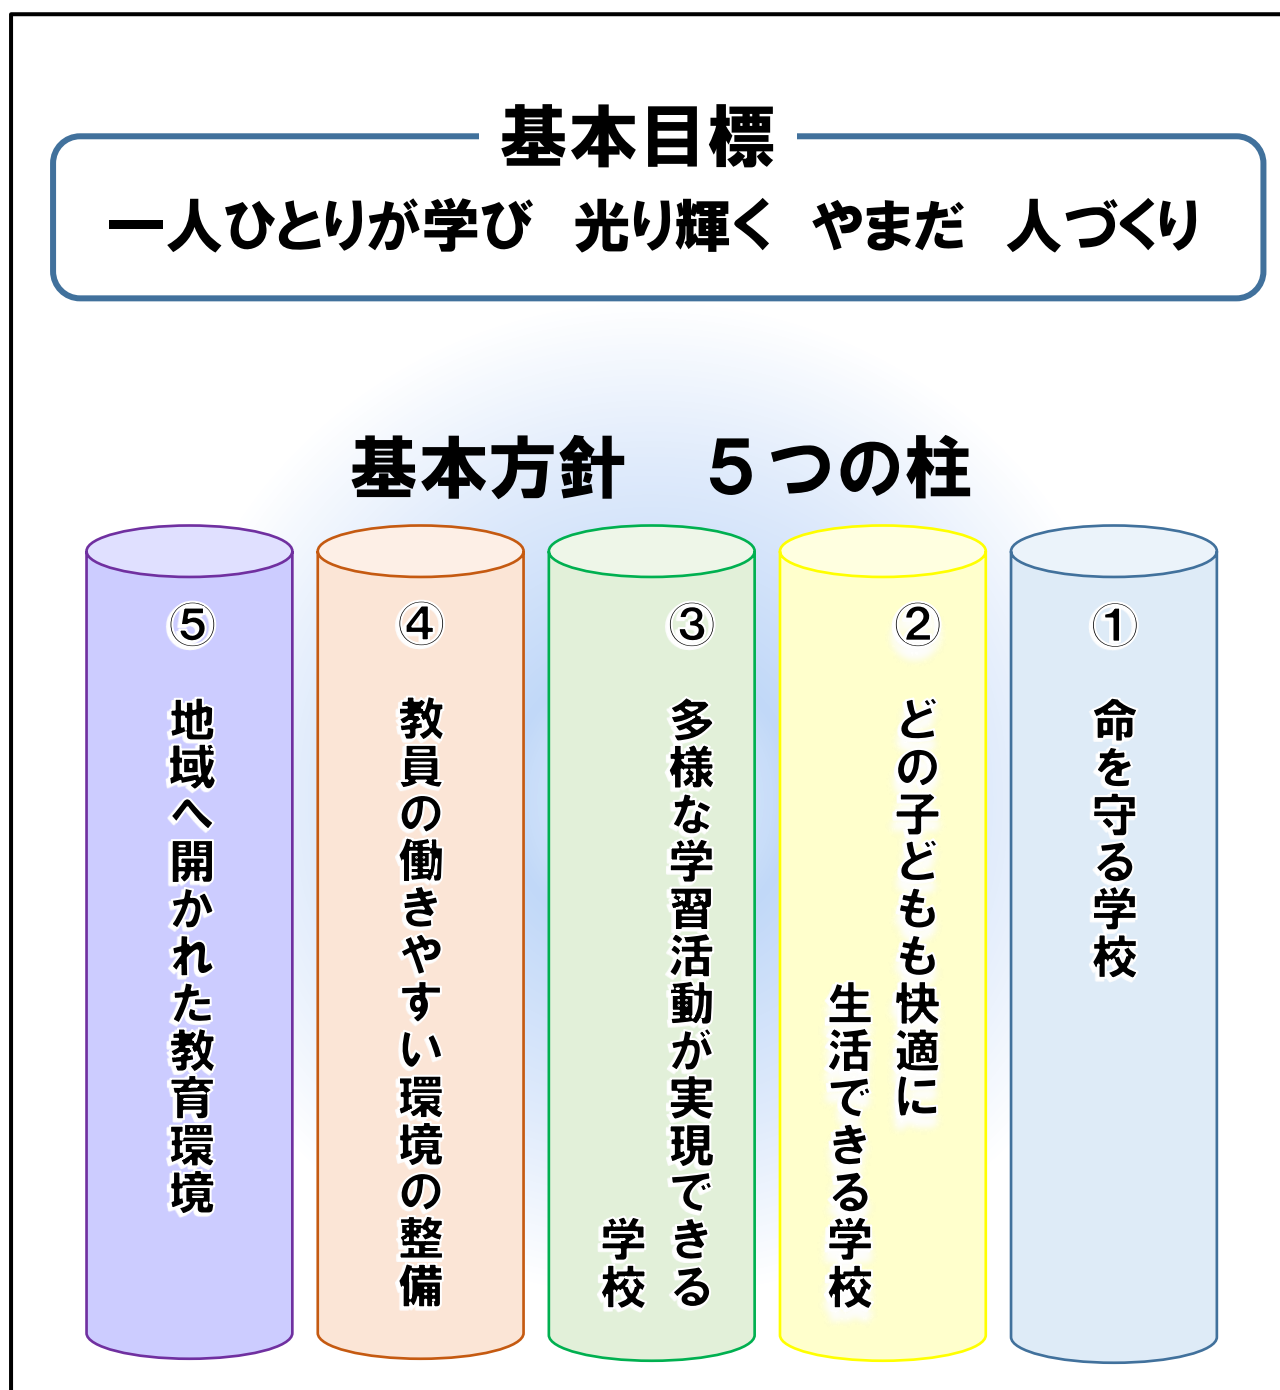 基本目標
一人ひとりが学び　光り輝く　やまだ　人づくり
基本方針　５つの柱
①　命を守る学校
②　どの子どもも快適に
生活できる学校
③　多様な学習活動が実現できる
学校
④　教員の働きやすい環境の整備
⑤　地域へ開かれた教育環境